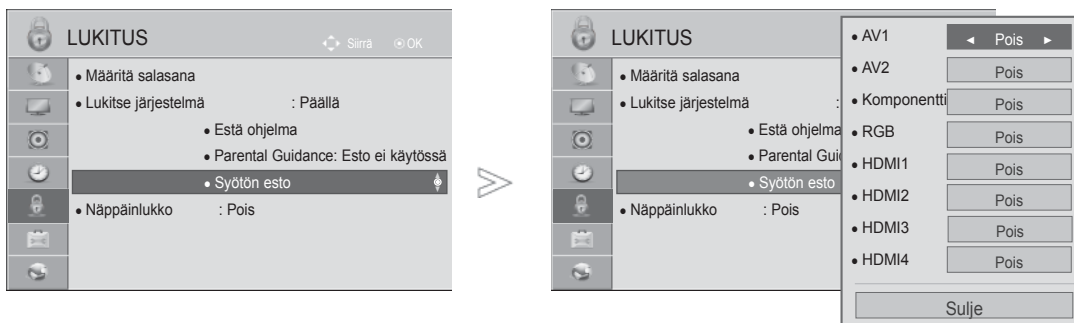 LUKITUS
Siirrä OK
• Määritä salasana
• Lukitse järjestelmä : Päällä
• Estä ohjelma
• Parental Guidance: Esto ei käytössä
• Syötön esto
• Näppäinlukko : Pois
LUKITUS
• Määritä salasana
• Lukitse järjestelmä :
• Estä ohjelma
• Parental Guid
• Syötön esto
• Näppäinlukko : Pois
• AV1 ◄ Pois ►
• AV2 Pois
• Komponentti Pois
• RGB Pois
• HDMI1 Pois
• HDMI2 Pois
• HDMI3 Pois
• HDMI4 Pois
Sulje